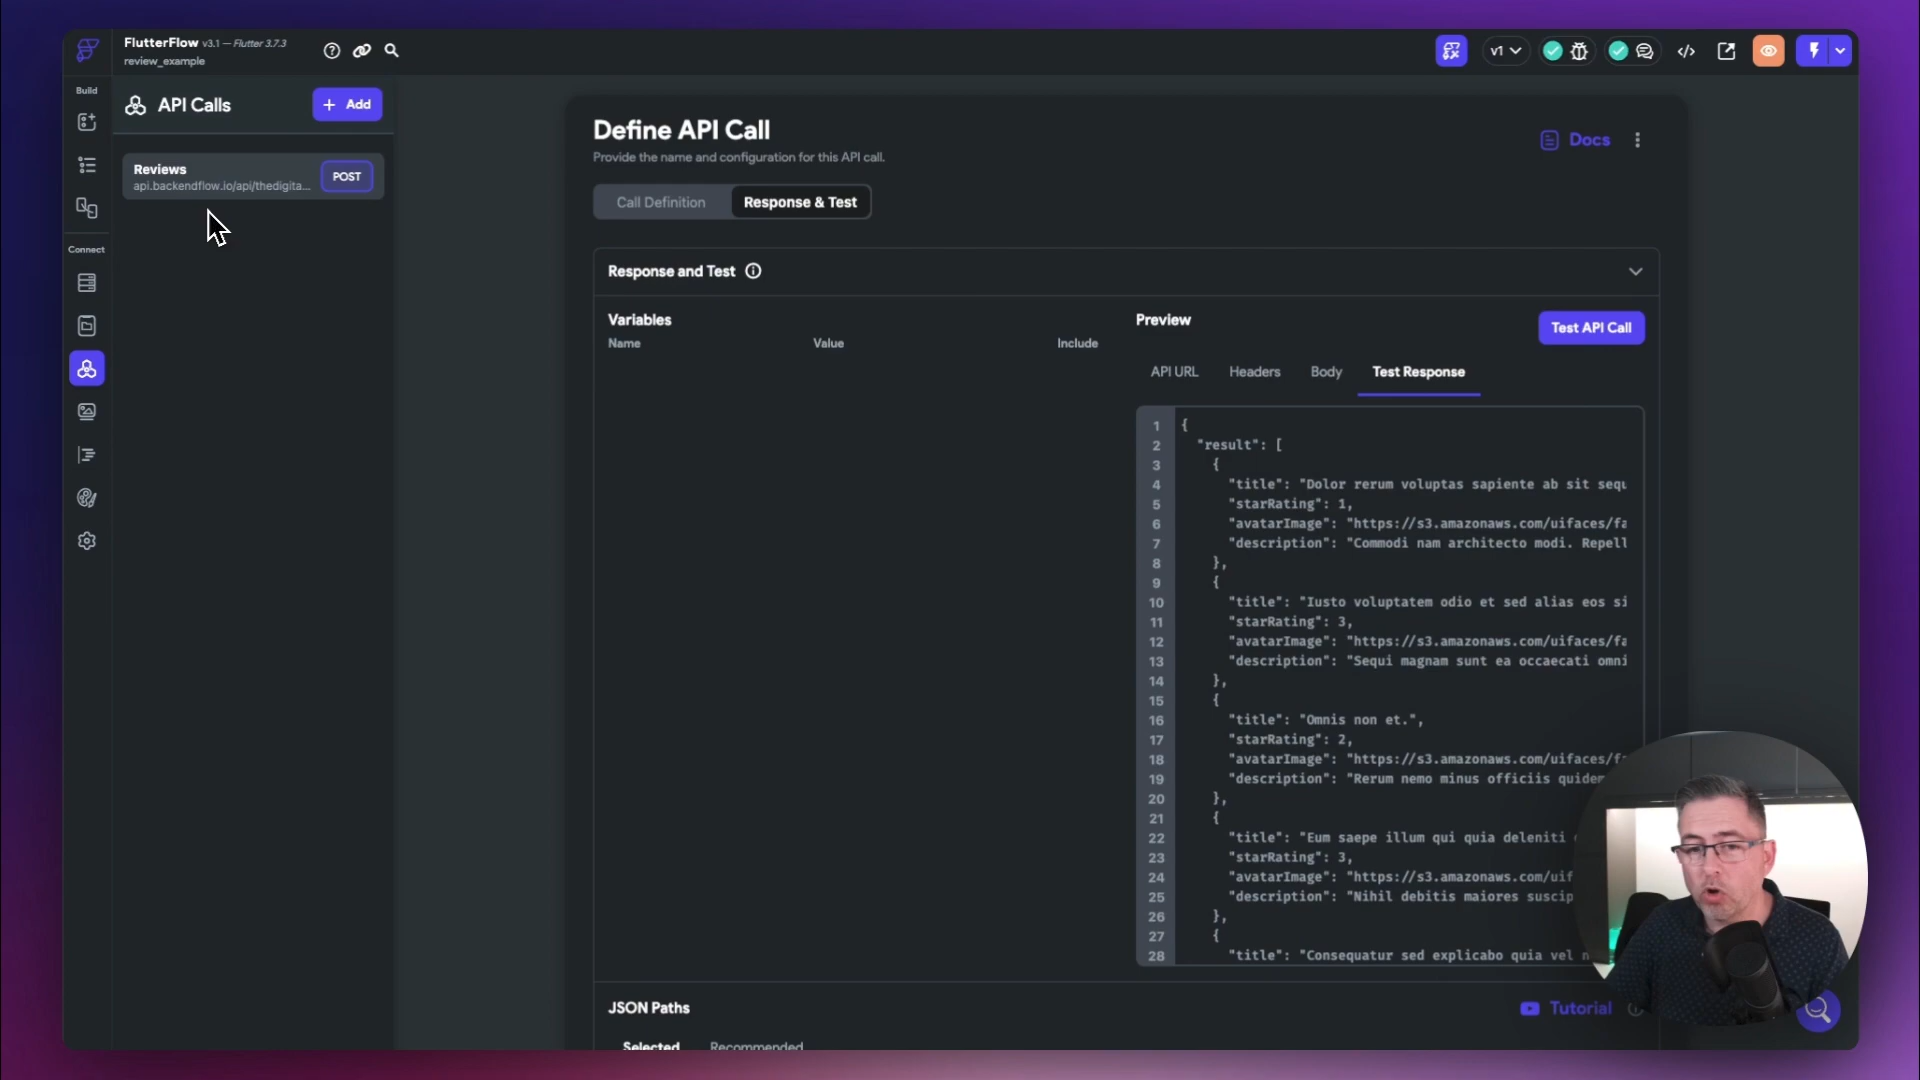 FlutterFlow v3.1 — Flutter 3.7.3
review_example
v1
Build
API Calls
+ Add
Reviews
api.backendflow.io/api/thedigita...
POST
Connect
Define API Call
Provide the name and configuration for this API call.
Docs
Call Definition
Response & Test
Response and Test
Variables
Name Value Include
Preview
Test API Call
API URL Headers Body Test Response
1 {
2 "result": [
3 {
4 "title": "Dolor rerum voluptas sapiente ab sit sequ
5 "starRating": 1,
6 "avatarImage": "https://s3.amazonaws.com/uifaces/fa
7 "description": "Commodi nam architecto modi. Repell
8 },
9 {
10 "title": "Iusto voluptatem odio et sed alias eos si
11 "starRating": 3,
12 "avatarImage": "https://s3.amazonaws.com/uifaces/fa
13 "description": "Sequi magnam sunt ea occaecati omni
14 },
15 {
16 "title": "Omnis non et.",
17 "starRating": 2,
18 "avatarImage": "https://s3.amazonaws.com/uifaces/fa
19 "description": "Rerum nemo minus officiis quidem
20 },
21 {
22 "title": "Eum saepe illum qui quia deleniti
23 "starRating": 3,
24 "avatarImage": "https://s3.amazonaws.com/uif
25 "description": "Nihil debitis maiores suscip
26 },
27 {
28 "title": "Consequatur sed explicabo quia vel
JSON Paths
Tutorial
Selected Recommended